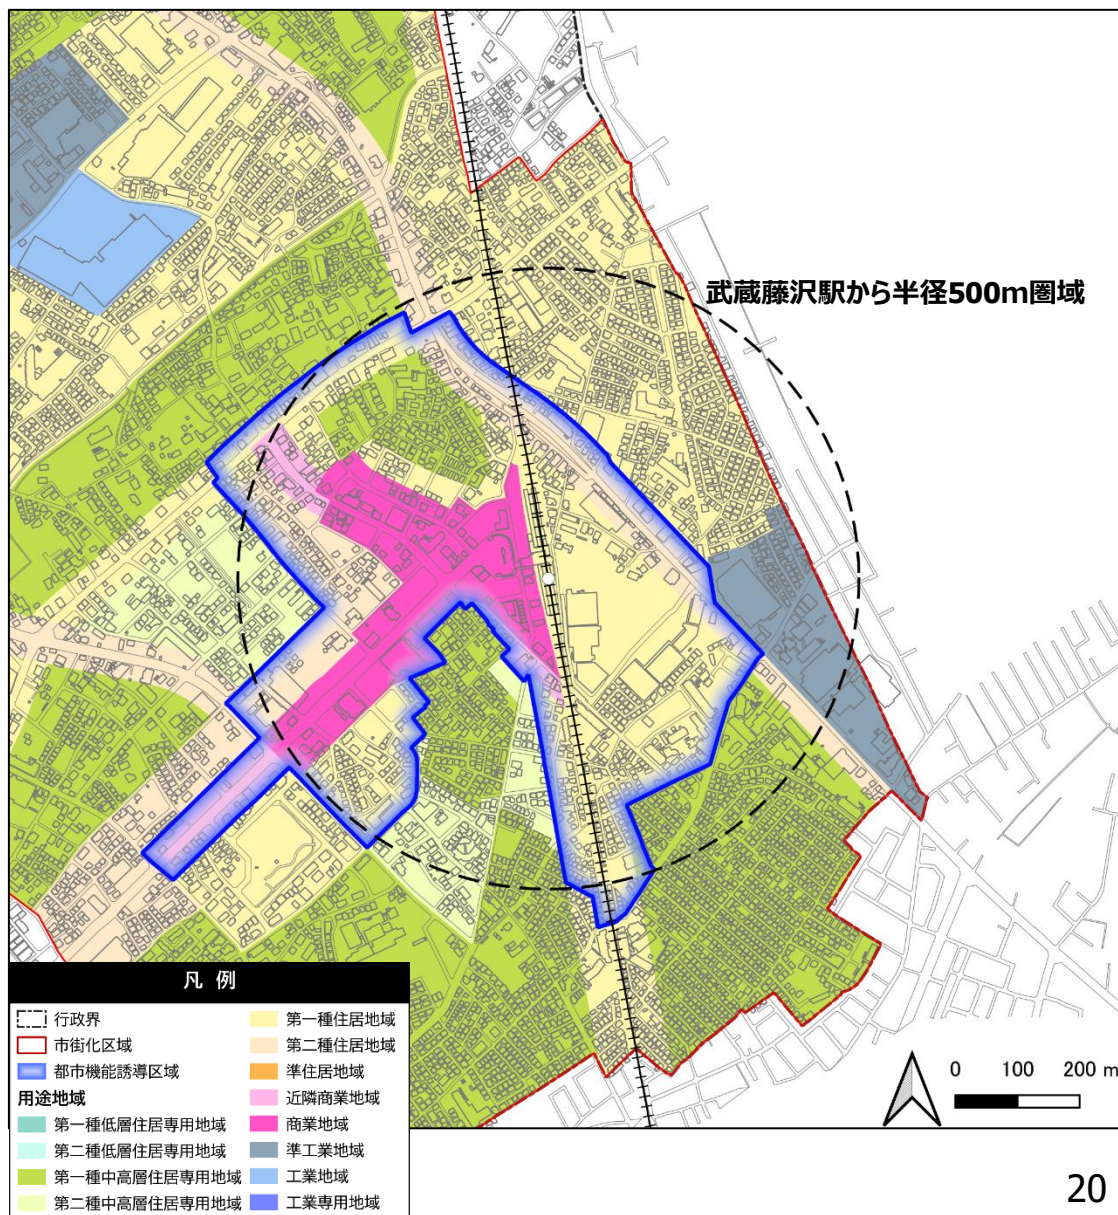 武蔵藤沢駅から半径500m圏域
凡 例
行政界
市街化区域
都市機能誘導区域
用途地域
第一種低層住居専用地域
第二種低層住居専用地域
第一種中高層住居専用地域
第二種中高層住居専用地域
第一種住居地域
第二種住居地域
準住居地域
近隣商業地域
商業地域
準工業地域
工業地域
工業専用地域
0 100 200 m
20